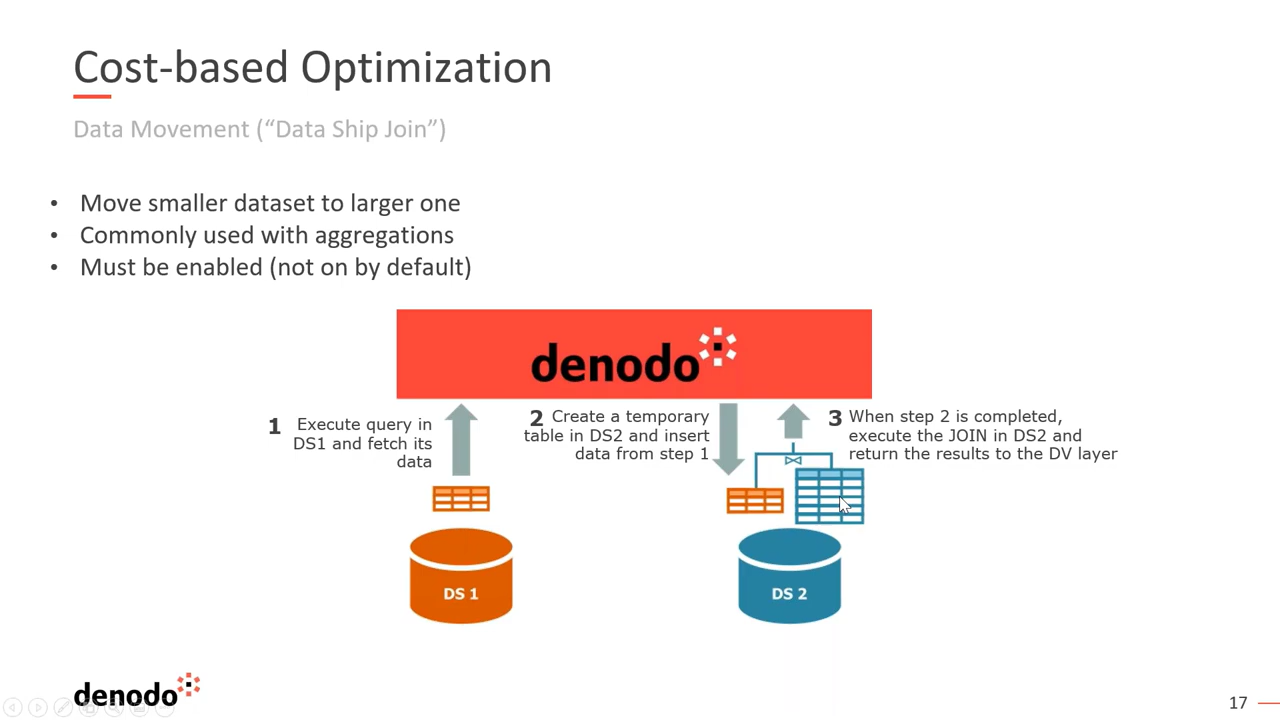 Cost-based Optimization
Data Movement (“Data Ship Join”)
• Move smaller dataset to larger one
• Commonly used with aggregations
• Must be enabled (not on by default)
denodo
1 Execute query in
DS1 and fetch its
data
2 Create a temporary
table in DS2 and insert
data from step 1
3 When step 2 is completed,
execute the JOIN in DS2 and
return the results to the DV layer
DS 1
DS 2
denodo
17